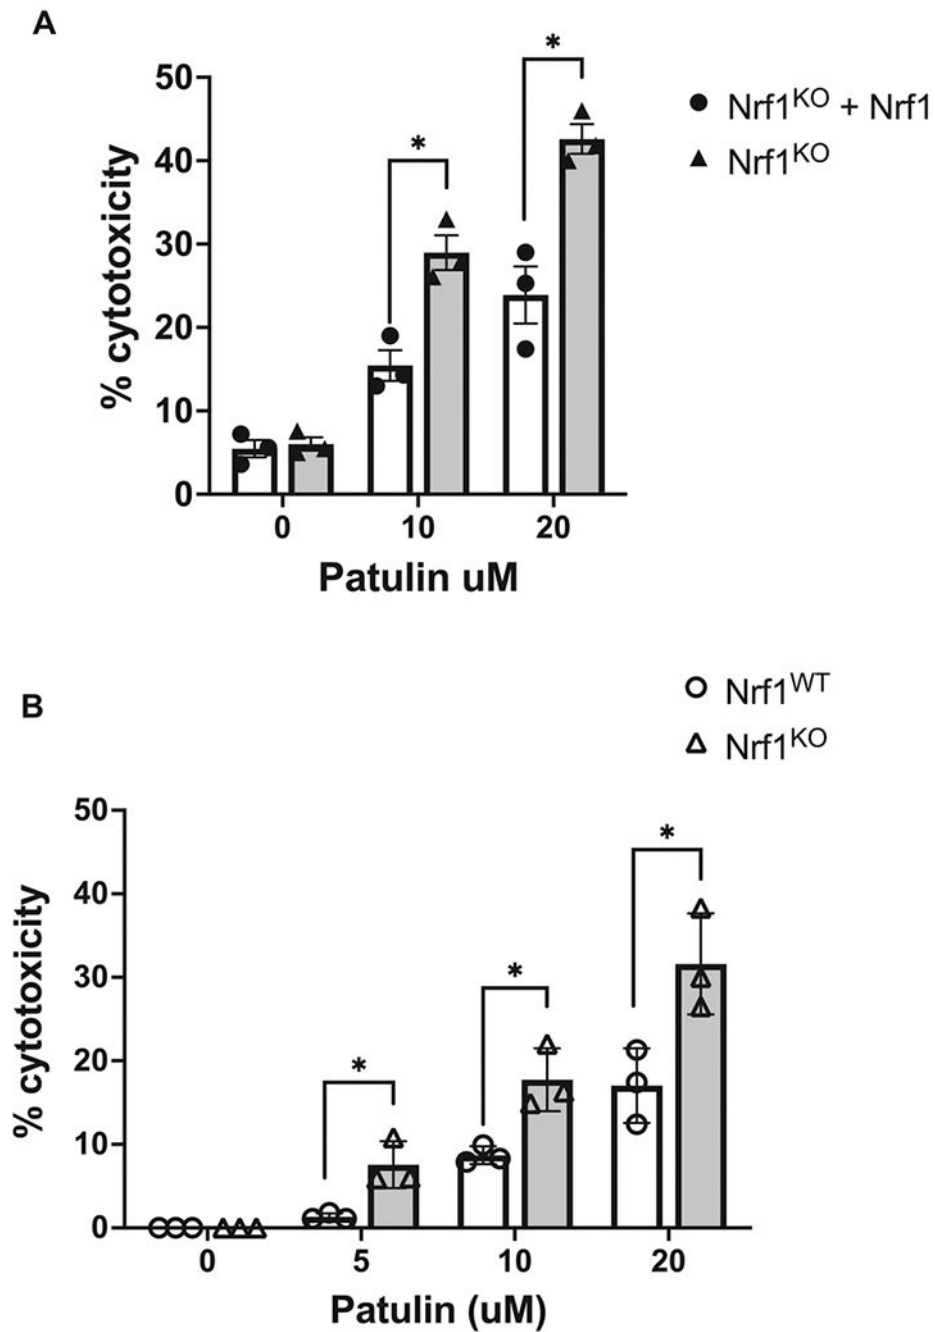 A
Nrf1KO + Nrf1
Nrf1KO
% cytotoxicity
50
40
30
20
10
0
*
*
0 10 20
Patulin uM
B
Nrf1WT
Nrf1KO
% cytotoxicity
50
40
30
20
10
0
*
*
*
0 5 10 20
Patulin (uM)